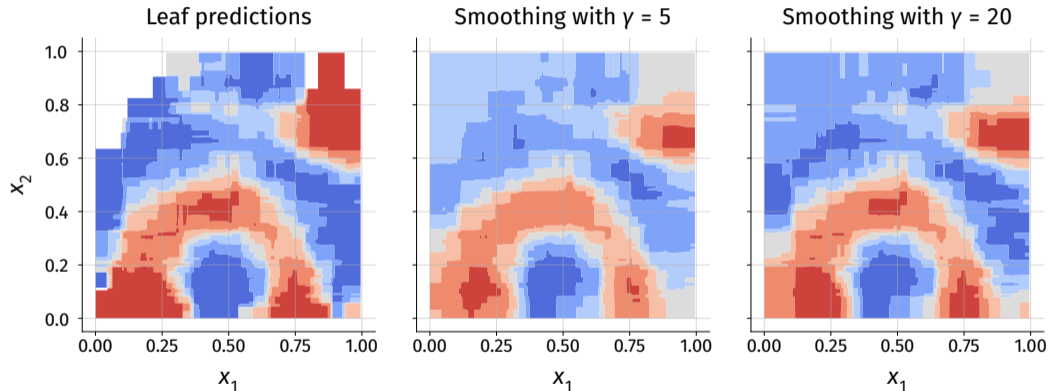 Leaf predictions
Smoothing with γ = 5
Smoothing with γ = 20
x₂
1.0
0.8
0.6
0.4
0.2
0.0
0.00 0.25 0.50 0.75 1.00
0.00 0.25 0.50 0.75 1.00
0.00 0.25 0.50 0.75 1.00
x₁
x₁
x₁